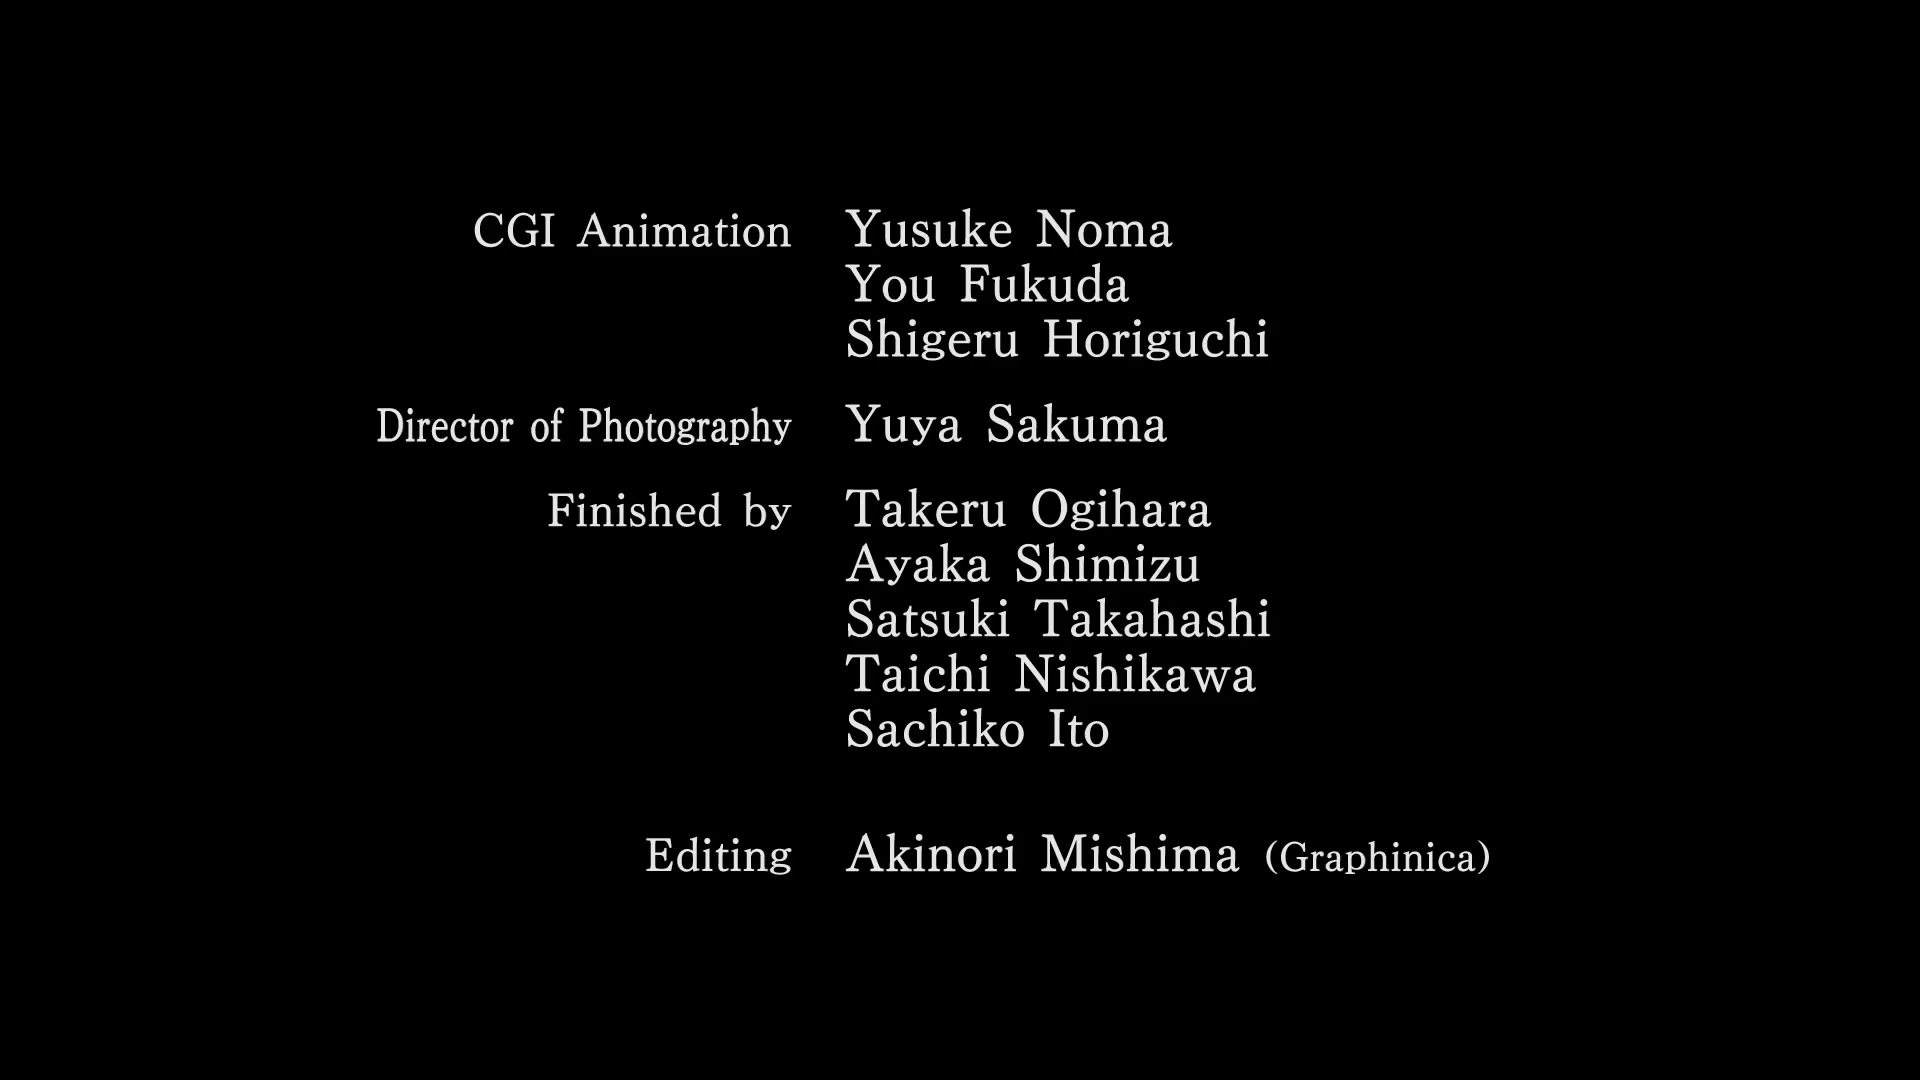 CGI Animation Yusuke Noma
You Fukuda
Shigeru Horiguchi
Director of Photography Yuya Sakuma
Finished by Takeru Ogihara
Ayaka Shimizu
Satsuki Takahashi
Taichi Nishikawa
Sachiko Ito
Editing Akinori Mishima (Graphinica)